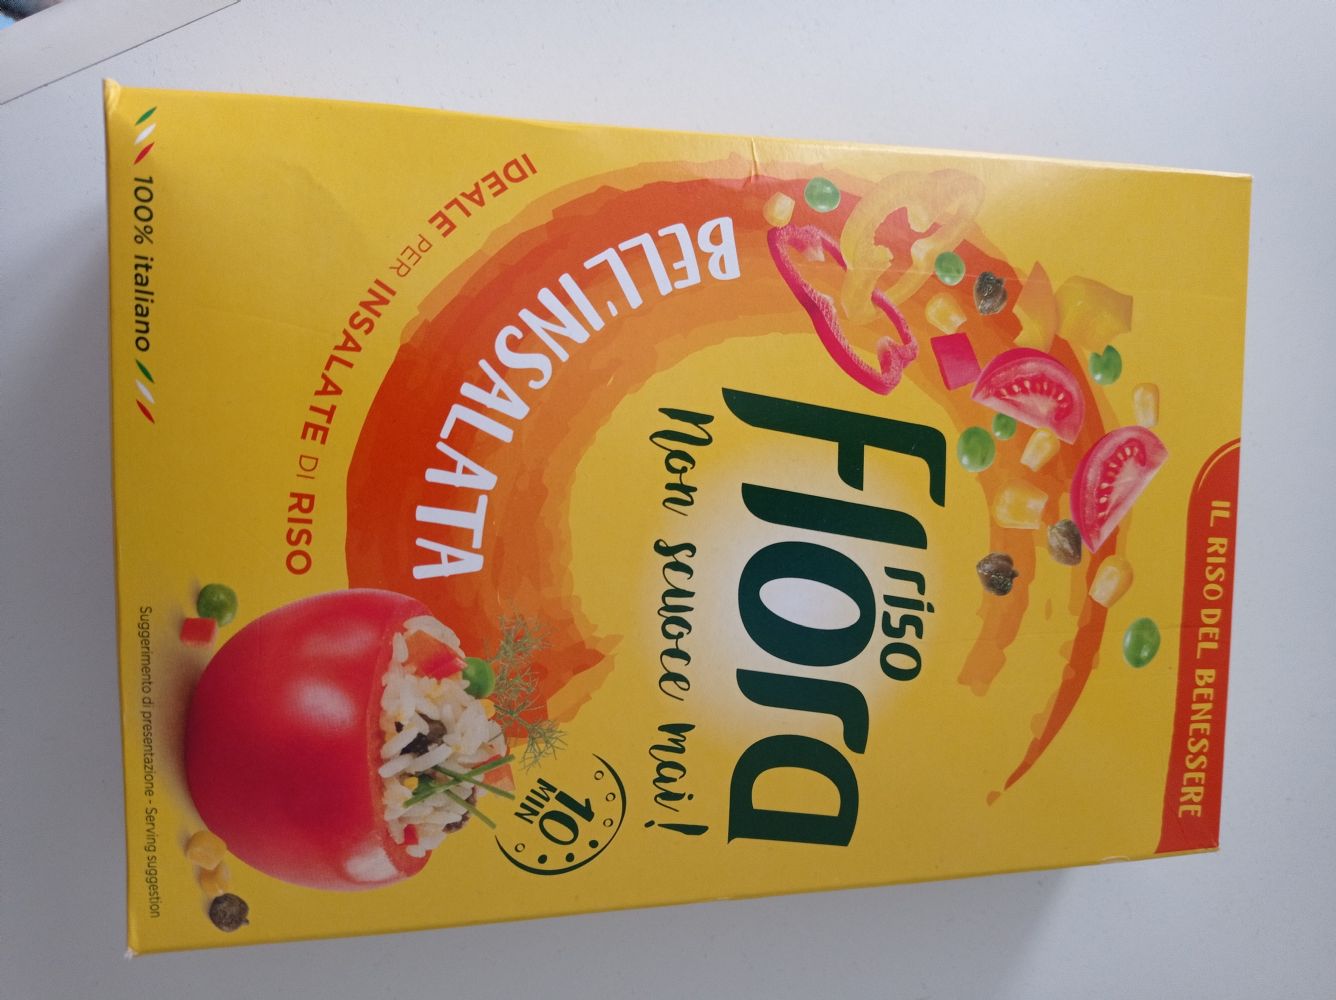 IL RISO DEL BENESSERE
riso
Flora
Non scuoce mai!
BELL'INSALATA
IDEALE PER INSALATE DI RISO
10
MIN
100% italiano
Suggerimento di presentazione - Serving suggestion